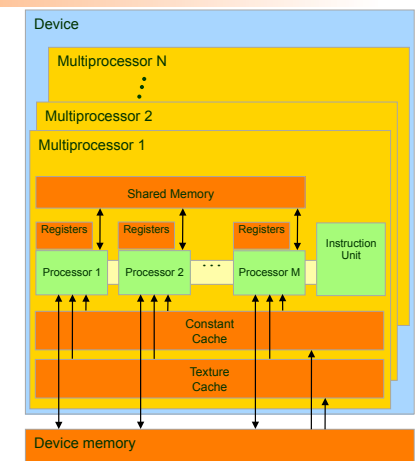 Device
Multiprocessor N
Multiprocessor 2
Multiprocessor 1
Shared Memory
Registers Registers Registers
Instruction
Unit
Processor 1 Processor 2 ... Processor M
Constant
Cache
Texture
Cache
Device memory